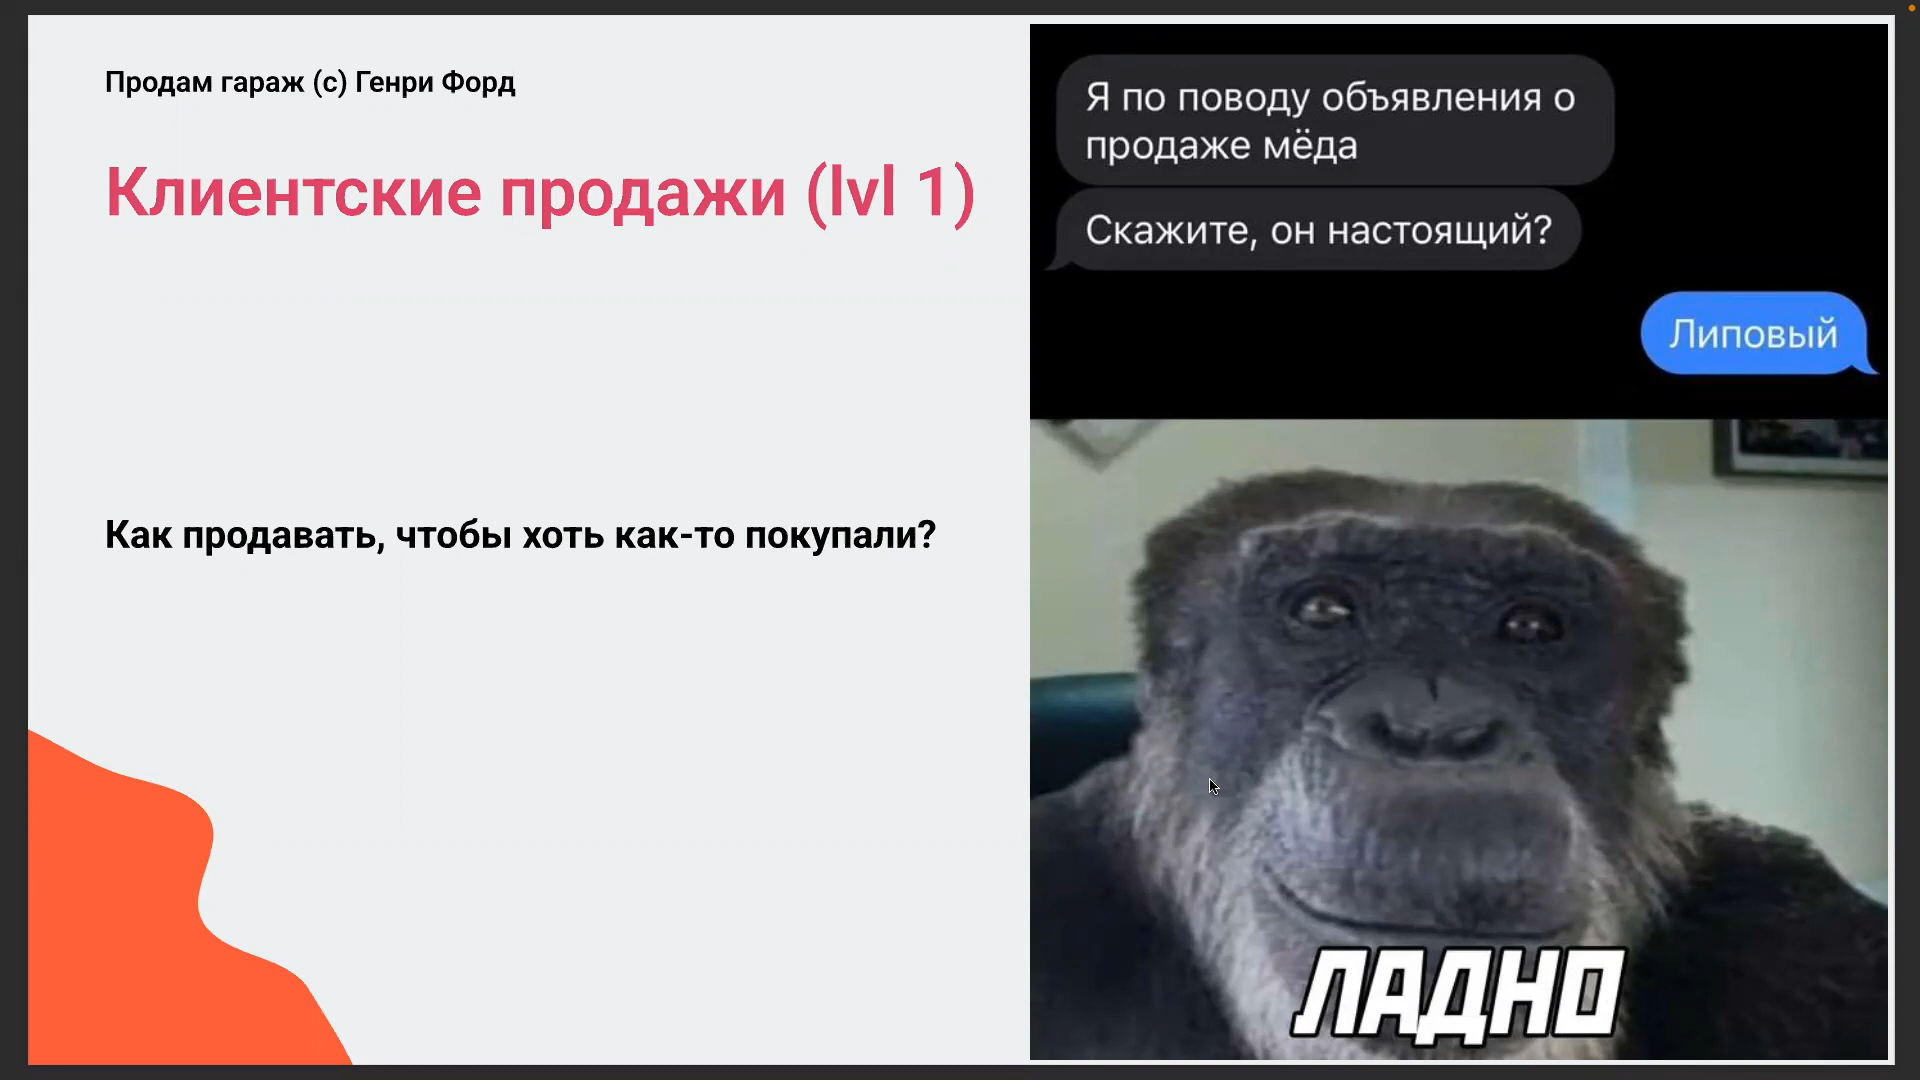 Продам гараж (с) Генри Форд
Клиентские продажи (lvl 1)
Как продавать, чтобы хоть как-то покупали?
Я по поводу объявления о
продаже мёда
Скажите, он настоящий?
Липовый
ЛАДНО